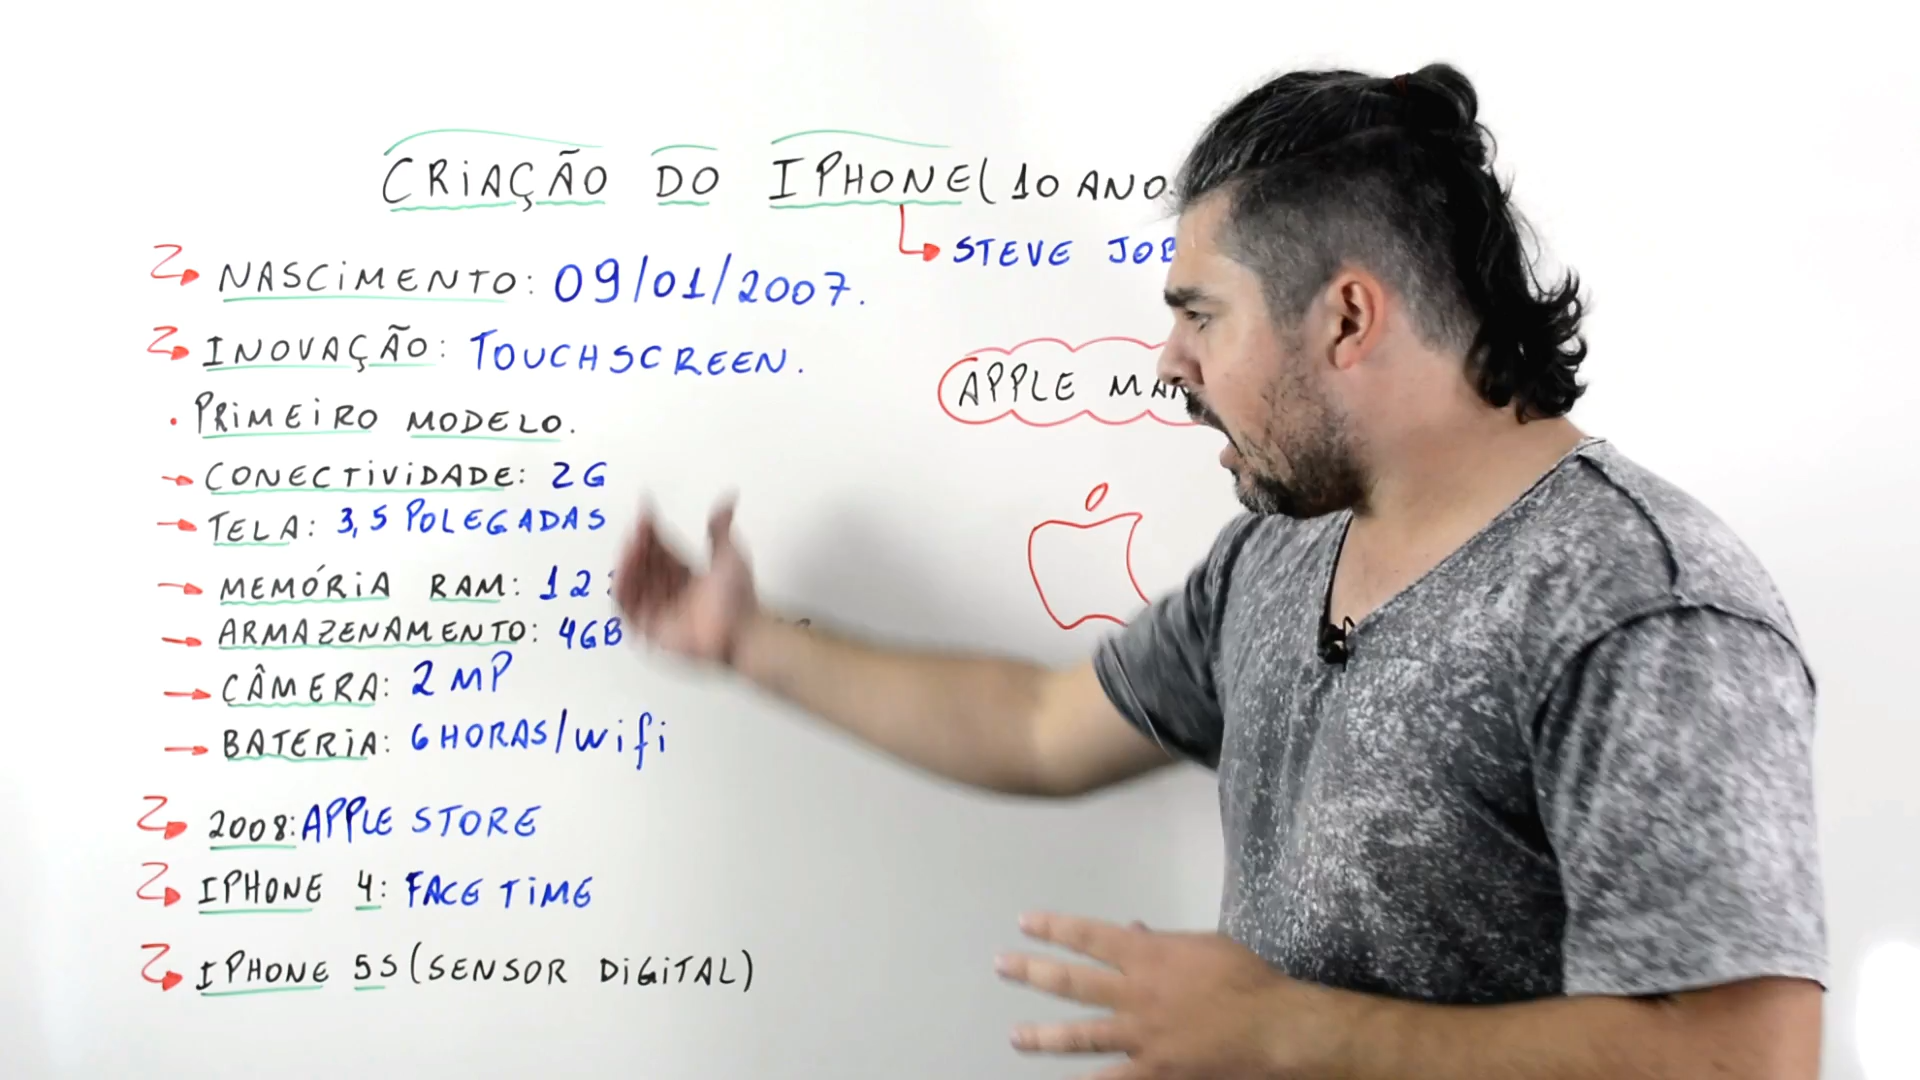 CRIAÇÃO DO IPHONE (10 ANO
STEVE JOB
NASCIMENTO: 09/01/2007.
INOVAÇÃO: TOUCHSCREEN.
APPLE MAR
• PRIMEIRO MODELO.
CONECTIVIDADE: 2G
TELA: 3,5 POLEGADAS
MEMÓRIA RAM: 12
ARMAZENAMENTO: 4GB
CÂMERA: 2 MP
BATERIA: 6 HORAS/wifi
2008: APPLE STORE
IPHONE 4: FACE TIME
IPHONE 5S (SENSOR DIGITAL)